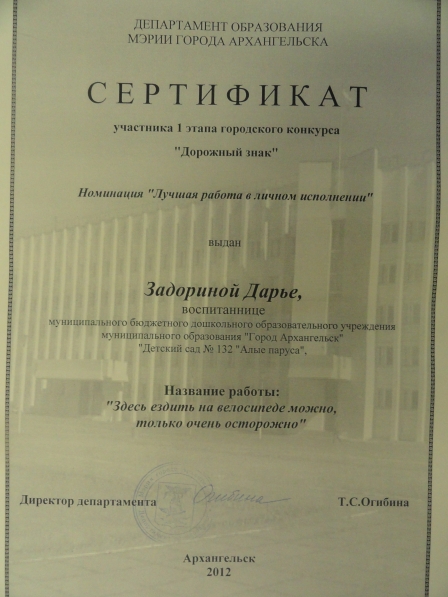 ДЕПАРТАМЕНТ ОБРАЗОВАНИЯ
МЭРИИ ГОРОДА АРХАНГЕЛЬСКА
СЕРТИФИКАТ
участника 1 этапа городского конкурса
"Дорожный знак"
Номинация "Лучшая работа в личном исполнении"
выдан
Задориной Дарье,
воспитаннице
муниципального бюджетного дошкольного образовательного учреждения
муниципального образования "Город Архангельск"
"Детский сад № 132 "Алые паруса",
Название работы:
"Здесь ездить на велосипеде можно,
только очень осторожно"
Директор департамента Огибина Т.С.Огибина
Архангельск
2012